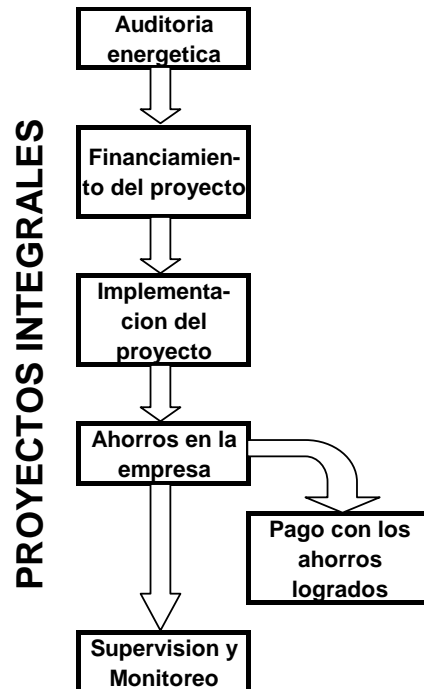 PROYECTOS INTEGRALES
Auditoria
energetica
Financiamien-
to del proyecto
Implementa-
cion del
proyecto
Ahorros en la
empresa
Pago con los
ahorros
logrados
Supervision y
Monitoreo